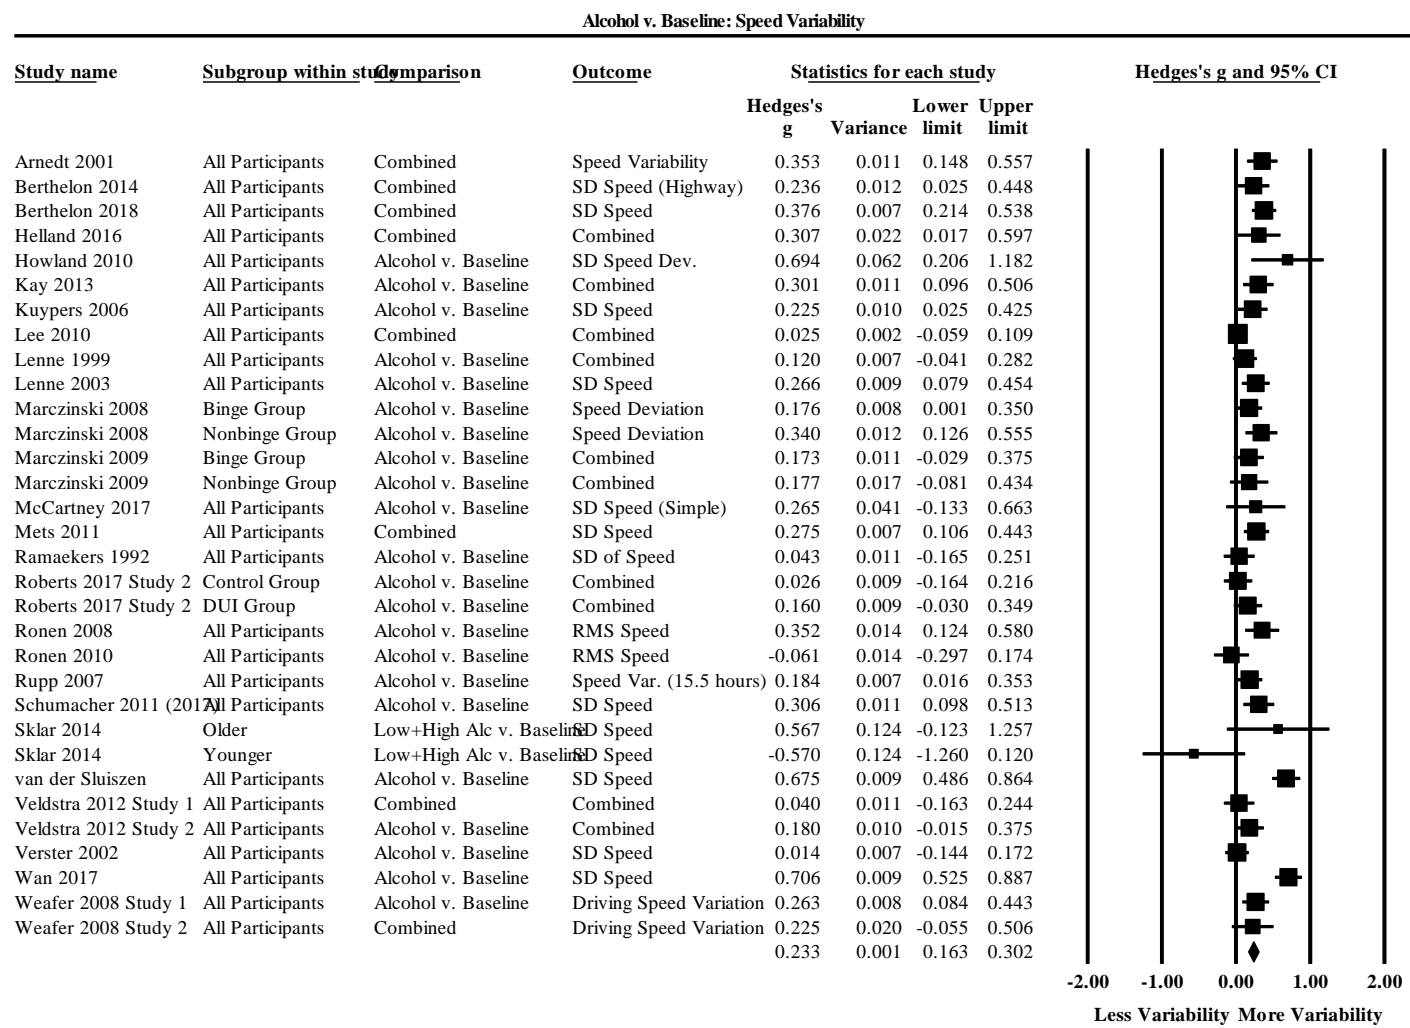 Alcohol v. Baseline: Speed Variability
Study name Subgroup within study Comparison Outcome Statistics for each study Hedges's g and 95% CI
Hedges's Lower Upper
g Variance limit limit
Arnedt 2001 All Participants Combined Speed Variability 0.353 0.011 0.148 0.557
Berthelon 2014 All Participants Combined SD Speed (Highway) 0.236 0.012 0.025 0.448
Berthelon 2018 All Participants Combined SD Speed 0.376 0.007 0.214 0.538
Helland 2016 All Participants Combined Combined 0.307 0.022 0.017 0.597
Howland 2010 All Participants Alcohol v. Baseline SD Speed Dev. 0.694 0.062 0.206 1.182
Kay 2013 All Participants Alcohol v. Baseline Combined 0.301 0.011 0.096 0.506
Kuypers 2006 All Participants Alcohol v. Baseline SD Speed 0.225 0.010 0.025 0.425
Lee 2010 All Participants Combined Combined 0.025 0.002 -0.059 0.109
Lenne 1999 All Participants Alcohol v. Baseline Combined 0.120 0.007 -0.041 0.282
Lenne 2003 All Participants Alcohol v. Baseline SD Speed 0.266 0.009 0.079 0.454
Marczinski 2008 Binge Group Alcohol v. Baseline Speed Deviation 0.176 0.008 0.001 0.350
Marczinski 2008 Nonbinge Group Alcohol v. Baseline Speed Deviation 0.340 0.012 0.126 0.555
Marczinski 2009 Binge Group Alcohol v. Baseline Combined 0.173 0.011 -0.029 0.375
Marczinski 2009 Nonbinge Group Alcohol v. Baseline Combined 0.177 0.017 -0.081 0.434
McCartney 2017 All Participants Alcohol v. Baseline SD Speed (Simple) 0.265 0.041 -0.133 0.663
Mets 2011 All Participants Combined SD Speed 0.275 0.007 0.106 0.443
Ramaekers 1992 All Participants Alcohol v. Baseline SD of Speed 0.043 0.011 -0.165 0.251
Roberts 2017 Study 2 Control Group Alcohol v. Baseline Combined 0.026 0.009 -0.164 0.216
Roberts 2017 Study 2 DUI Group Alcohol v. Baseline Combined 0.160 0.009 -0.030 0.349
Ronen 2008 All Participants Alcohol v. Baseline RMS Speed 0.352 0.014 0.124 0.580
Ronen 2010 All Participants Alcohol v. Baseline RMS Speed -0.061 0.014 -0.297 0.174
Rupp 2007 All Participants Alcohol v. Baseline Speed Var. (15.5 hours) 0.184 0.007 0.016 0.353
Schumacher 2011 (2017) All Participants Alcohol v. Baseline SD Speed 0.306 0.011 0.098 0.513
Sklar 2014 Older Low+High Alc v. Baseline SD Speed 0.567 0.124 -0.123 1.257
Sklar 2014 Younger Low+High Alc v. Baseline SD Speed -0.570 0.124 -1.260 0.120
van der Sluiszen All Participants Alcohol v. Baseline SD Speed 0.675 0.009 0.486 0.864
Veldstra 2012 Study 1 All Participants Combined Combined 0.040 0.011 -0.163 0.244
Veldstra 2012 Study 2 All Participants Alcohol v. Baseline Combined 0.180 0.010 -0.015 0.375
Verster 2002 All Participants Alcohol v. Baseline SD Speed 0.014 0.007 -0.144 0.172
Wan 2017 All Participants Alcohol v. Baseline SD Speed 0.706 0.009 0.525 0.887
Weafer 2008 Study 1 All Participants Alcohol v. Baseline Driving Speed Variation 0.263 0.008 0.084 0.443
Weafer 2008 Study 2 All Participants Combined Driving Speed Variation 0.225 0.020 -0.055 0.506
0.233 0.001 0.163 0.302
-2.00 -1.00 0.00 1.00 2.00
Less Variability More Variability